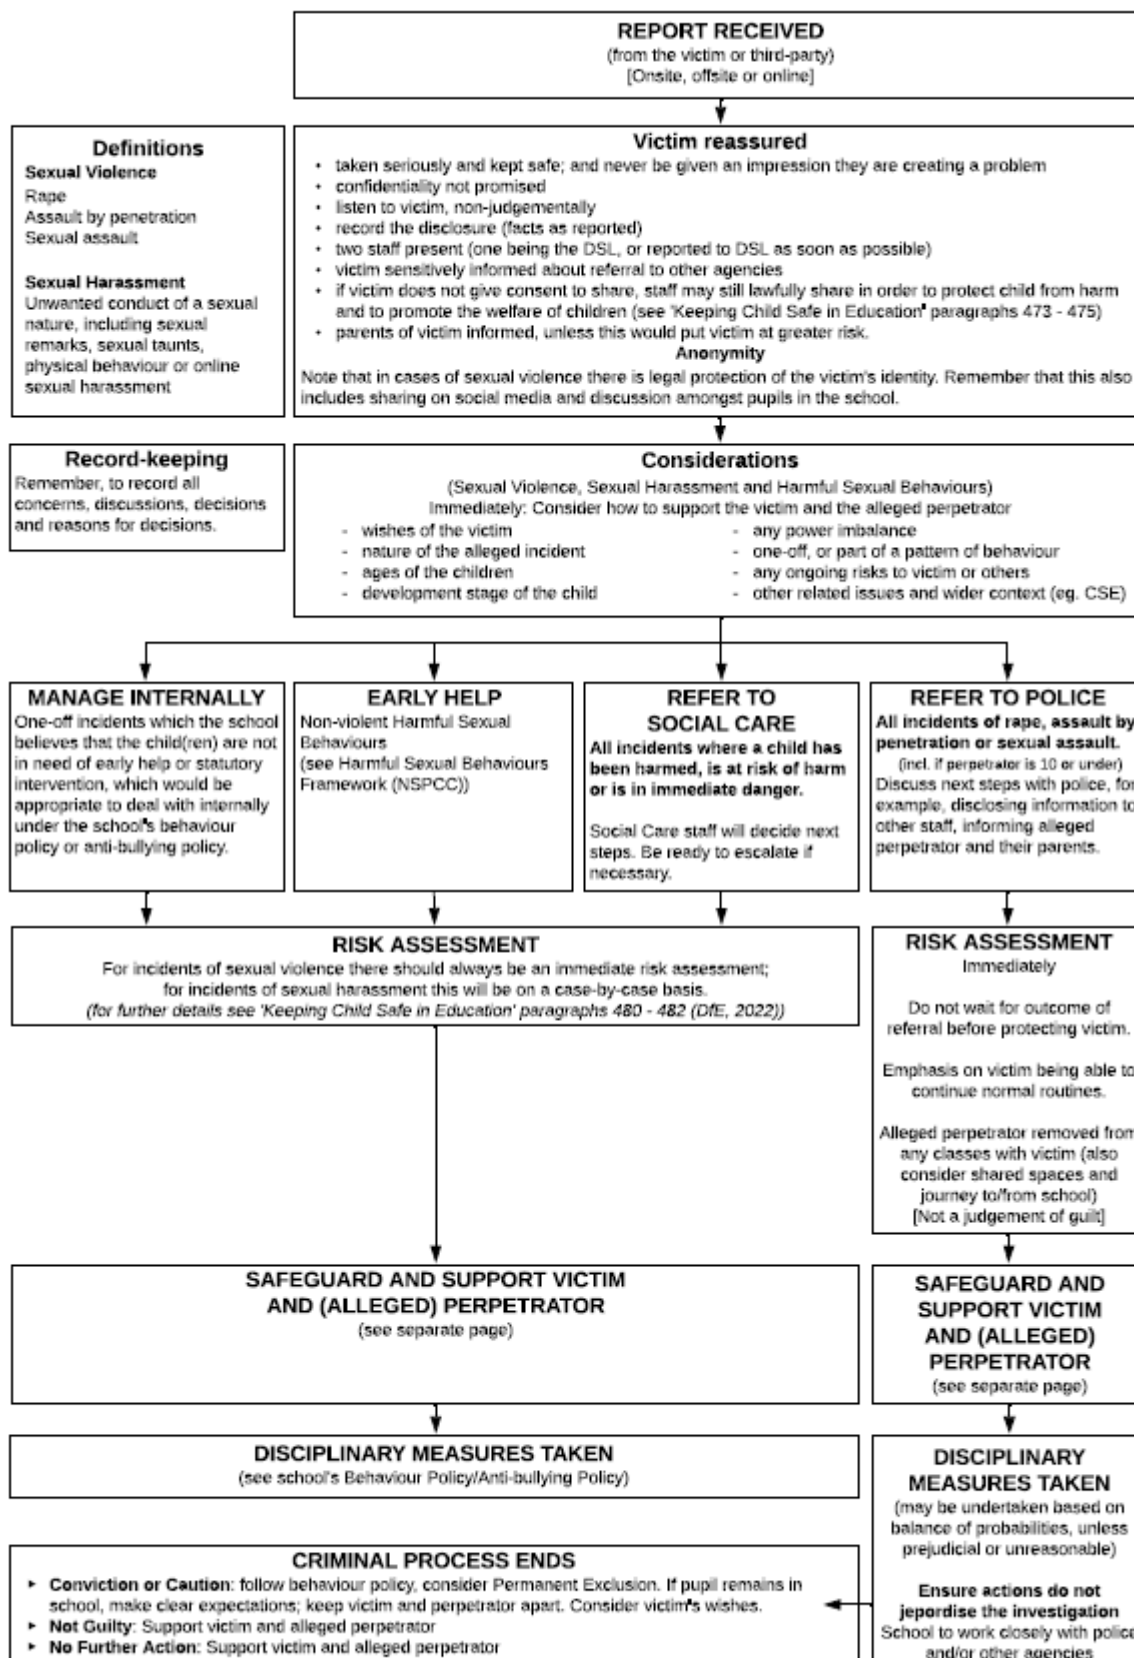 REPORT RECEIVED
(from the victim or third-party)
[Onsite, offsite or online]
Definitions
Sexual Violence
Rape
Assault by penetration
Sexual assault
Sexual Harassment
Unwanted conduct of a sexual
nature, including sexual
remarks, sexual taunts,
physical behaviour or online
sexual harassment
Victim reassured
• taken seriously and kept safe; and never be given an impression they are creating a problem
• confidentiality not promised
• listen to victim, non-judgementally
• record the disclosure (facts as reported)
• two staff present (one being the DSL, or reported to DSL as soon as possible)
• victim sensitively informed about referral to other agencies
• if victim does not give consent to share, staff may still lawfully share in order to protect child from harm
and to promote the welfare of children (see 'Keeping Child Safe in Education' paragraphs 473 - 475)
• parents of victim informed, unless this would put victim at greater risk.
Anonymity
Note that in cases of sexual violence there is legal protection of the victim's identity. Remember that this also
includes sharing on social media and discussion amongst pupils in the school.
Record-keeping
Remember, to record all
concerns, discussions, decisions
and reasons for decisions.
Considerations
(Sexual Violence, Sexual Harassment and Harmful Sexual Behaviours)
Immediately: Consider how to support the victim and the alleged perpetrator
- wishes of the victim
- nature of the alleged incident
- ages of the children
- development stage of the child
- any power imbalance
- one-off, or part of a pattern of behaviour
- any ongoing risks to victim or others
- other related issues and wider context (eg. CSE)
MANAGE INTERNALLY
One-off incidents which the school
believes that the child(ren) are not
in need of early help or statutory
intervention, which would be
appropriate to deal with internally
under the school's behaviour
policy or anti-bullying policy.
EARLY HELP
Non-violent Harmful Sexual
Behaviours
(see Harmful Sexual Behaviours
Framework (NSPCC))
REFER TO
SOCIAL CARE
All incidents where a child has
been harmed, is at risk of harm
or is in immediate danger.
Social Care staff will decide next
steps. Be ready to escalate if
necessary.
REFER TO POLICE
All incidents of rape, assault by
penetration or sexual assault.
(incl. if perpetrator is 10 or under)
Discuss next steps with police, for
example, disclosing information to
other staff, informing alleged
perpetrator and their parents.
RISK ASSESSMENT
For incidents of sexual violence there should always be an immediate risk assessment;
for incidents of sexual harassment this will be on a case-by-case basis.
(for further details see 'Keeping Child Safe in Education' paragraphs 480 - 482 (DfE, 2022))
RISK ASSESSMENT
Immediately
Do not wait for outcome of
referral before protecting victim.
Emphasis on victim being able to
continue normal routines.
Alleged perpetrator removed from
any classes with victim (also
consider shared spaces and
journey to/from school)
[Not a judgement of guilt]
SAFEGUARD AND SUPPORT VICTIM
AND (ALLEGED) PERPETRATOR
(see separate page)
SAFEGUARD AND
SUPPORT VICTIM
AND (ALLEGED)
PERPETRATOR
(see separate page)
DISCIPLINARY MEASURES TAKEN
(see school's Behaviour Policy/Anti-bullying Policy)
DISCIPLINARY
MEASURES TAKEN
(may be undertaken based on
balance of probabilities, unless
prejudicial or unreasonable)
Ensure actions do not
jepordise the investigation
School to work closely with police
and/or other agencies
CRIMINAL PROCESS ENDS
▸ Conviction or Caution: follow behaviour policy, consider Permanent Exclusion. If pupil remains in
school, make clear expectations; keep victim and perpetrator apart. Consider victim's wishes.
▸ Not Guilty: Support victim and alleged perpetrator
▸ No Further Action: Support victim and alleged perpetrator